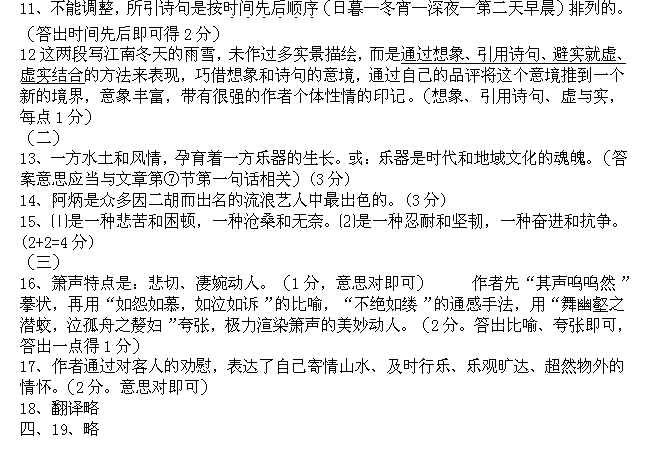 11、不能调整，所引诗句是按时间先后顺序（日暮—冬宵—深夜—第二天早晨）排列的。
（答出时间先后即可得2分）
12这两段写江南冬天的雨雪，未作过多实景描绘，而是通过想象、引用诗句、避实就虚、
虚实结合的方法来表现，巧借想象和诗句的意境，通过自己的品评将这个意境推到一个
新的境界，意象丰富，带有很强的作者个体性情的印记。（想象、引用诗句、虚与实，
每点1分）
（二）
13、一方水土和风情，孕育着一方乐器的生长。或：乐器是时代和地域文化的魂魄。（答
案意思应当与文章第⑦节第一句话相关）（3分）
14、阿炳是众多因二胡而出名的流浪艺人中最出色的。（3分）
15、⑴是一种悲苦和困顿，一种沧桑和无奈。⑵是一种忍耐和坚韧，一种奋进和抗争。
（2+2=4分）
（三）
16、箫声特点是：悲切、凄婉动人。（1分，意思对即可） 作者先“其声呜呜然”
摹状，再用“如怨如慕，如泣如诉”的比喻，“不绝如缕”的通感手法，用“舞幽壑之
潜蛟，泣孤舟之嫠妇”夸张，极力渲染箫声的美妙动人。（2分。答出比喻、夸张即可，
答出一点得1分）
17、作者通过对客人的劝慰，表达了自己寄情山水、及时行乐、乐观旷达、超然物外的
情怀。（2分。意思对即可）
18、翻译略
四、19、略